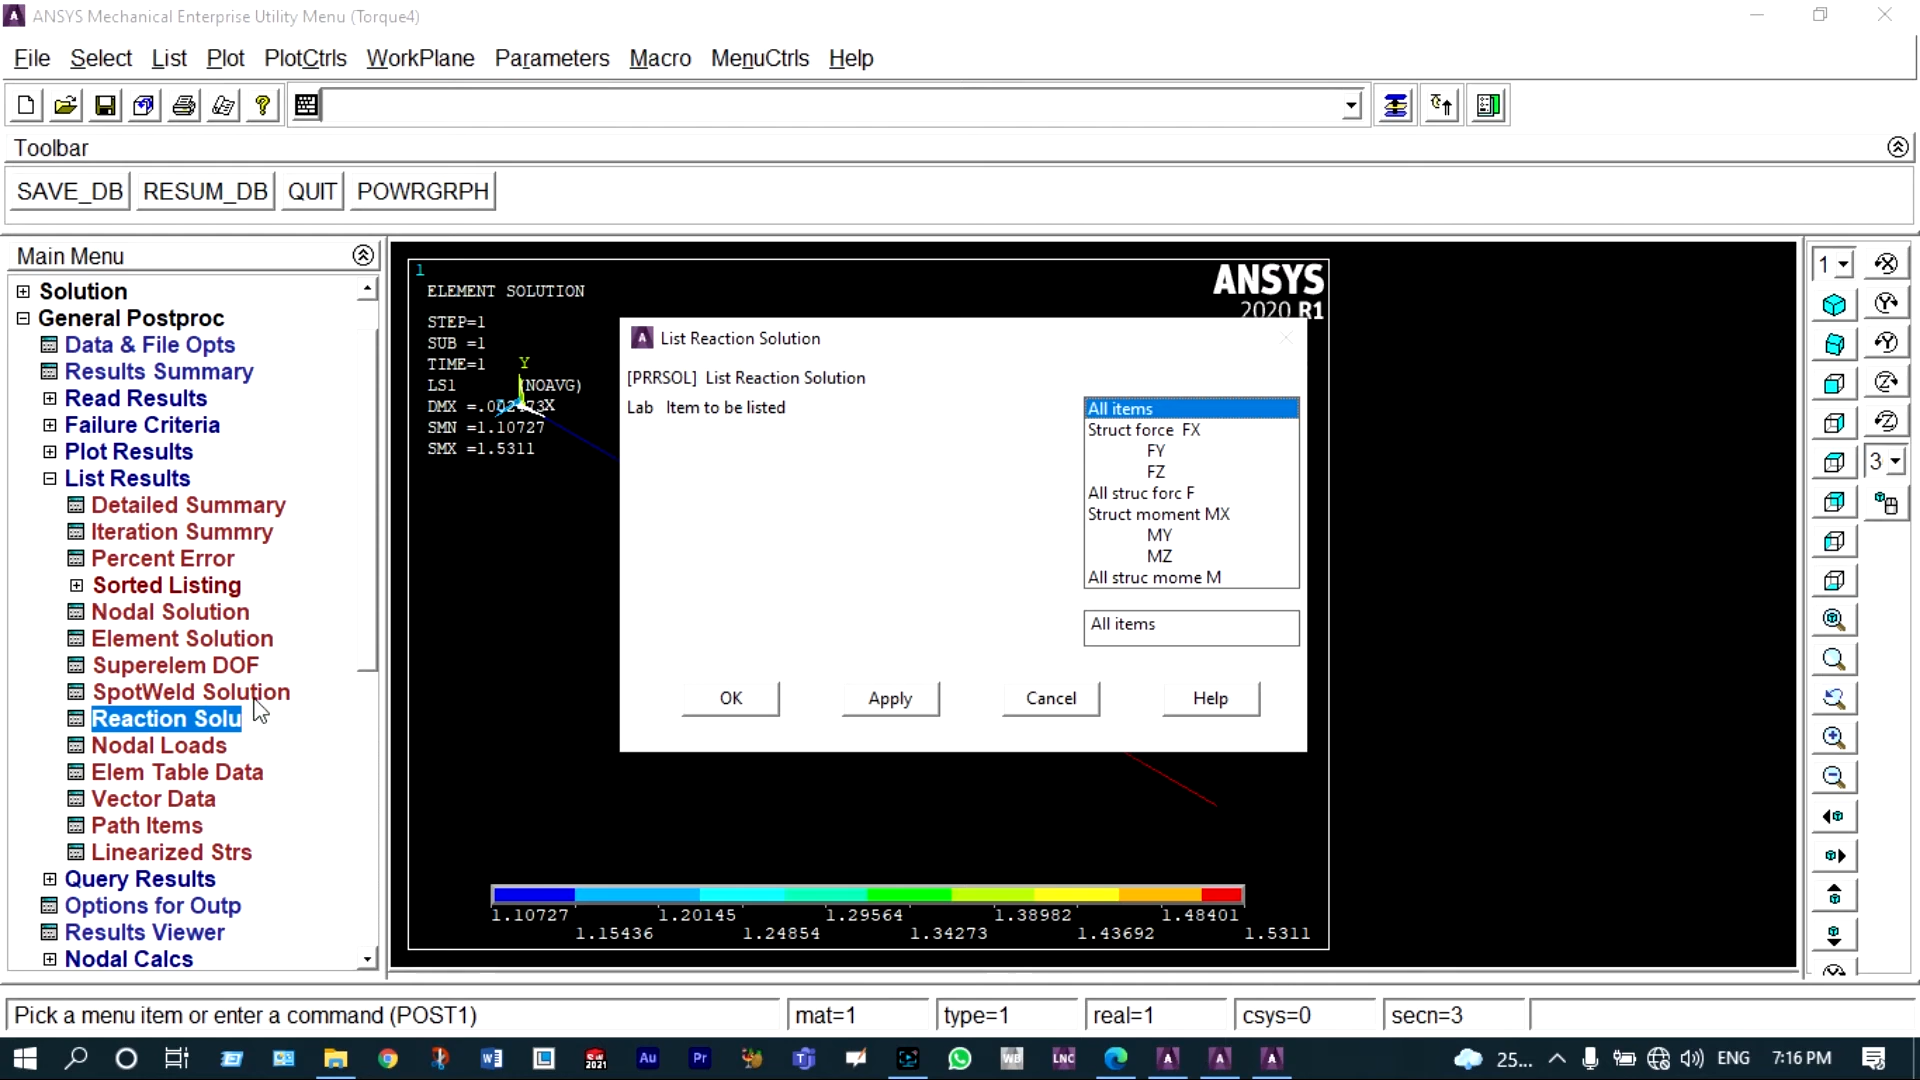 ANSYS Mechanical Enterprise Utility Menu (Torque4)
File Select List Plot PlotCtrls WorkPlane Parameters Macro MenuCtrls Help
Toolbar
SAVE_DB RESUM_DB QUIT POWRGRPH
Main Menu
Solution
General Postproc
Data & File Opts
Results Summary
Read Results
Failure Criteria
Plot Results
List Results
Detailed Summary
Iteration Summry
Percent Error
Sorted Listing
Nodal Solution
Element Solution
Superelem DOF
SpotWeld Solution
Reaction Solu
Nodal Loads
Elem Table Data
Vector Data
Path Items
Linearized Strs
Query Results
Options for Outp
Results Viewer
Nodal Calcs
1
ELEMENT SOLUTION
STEP=1
SUB =1
TIME=1
LS1 (NOAVG)
DMX =.002473
SMN =1.10727
SMX =1.5311
Y
X
ANSYS
2020 R1
List Reaction Solution
[PRRSOL] List Reaction Solution
Lab Item to be listed
All items
Struct force FX
FY
FZ
All struc forc F
Struct moment MX
MY
MZ
All struc mome M
All items
OK Apply Cancel Help
1.10727 1.20145 1.29564 1.38982 1.48401
1.15436 1.24854 1.34273 1.43692 1.5311
1
3
Pick a menu item or enter a command (POST1) mat=1 type=1 real=1 csys=0 secn=3
SW 2021 Au Pr WB LNC 25... ENG 7:16 PM